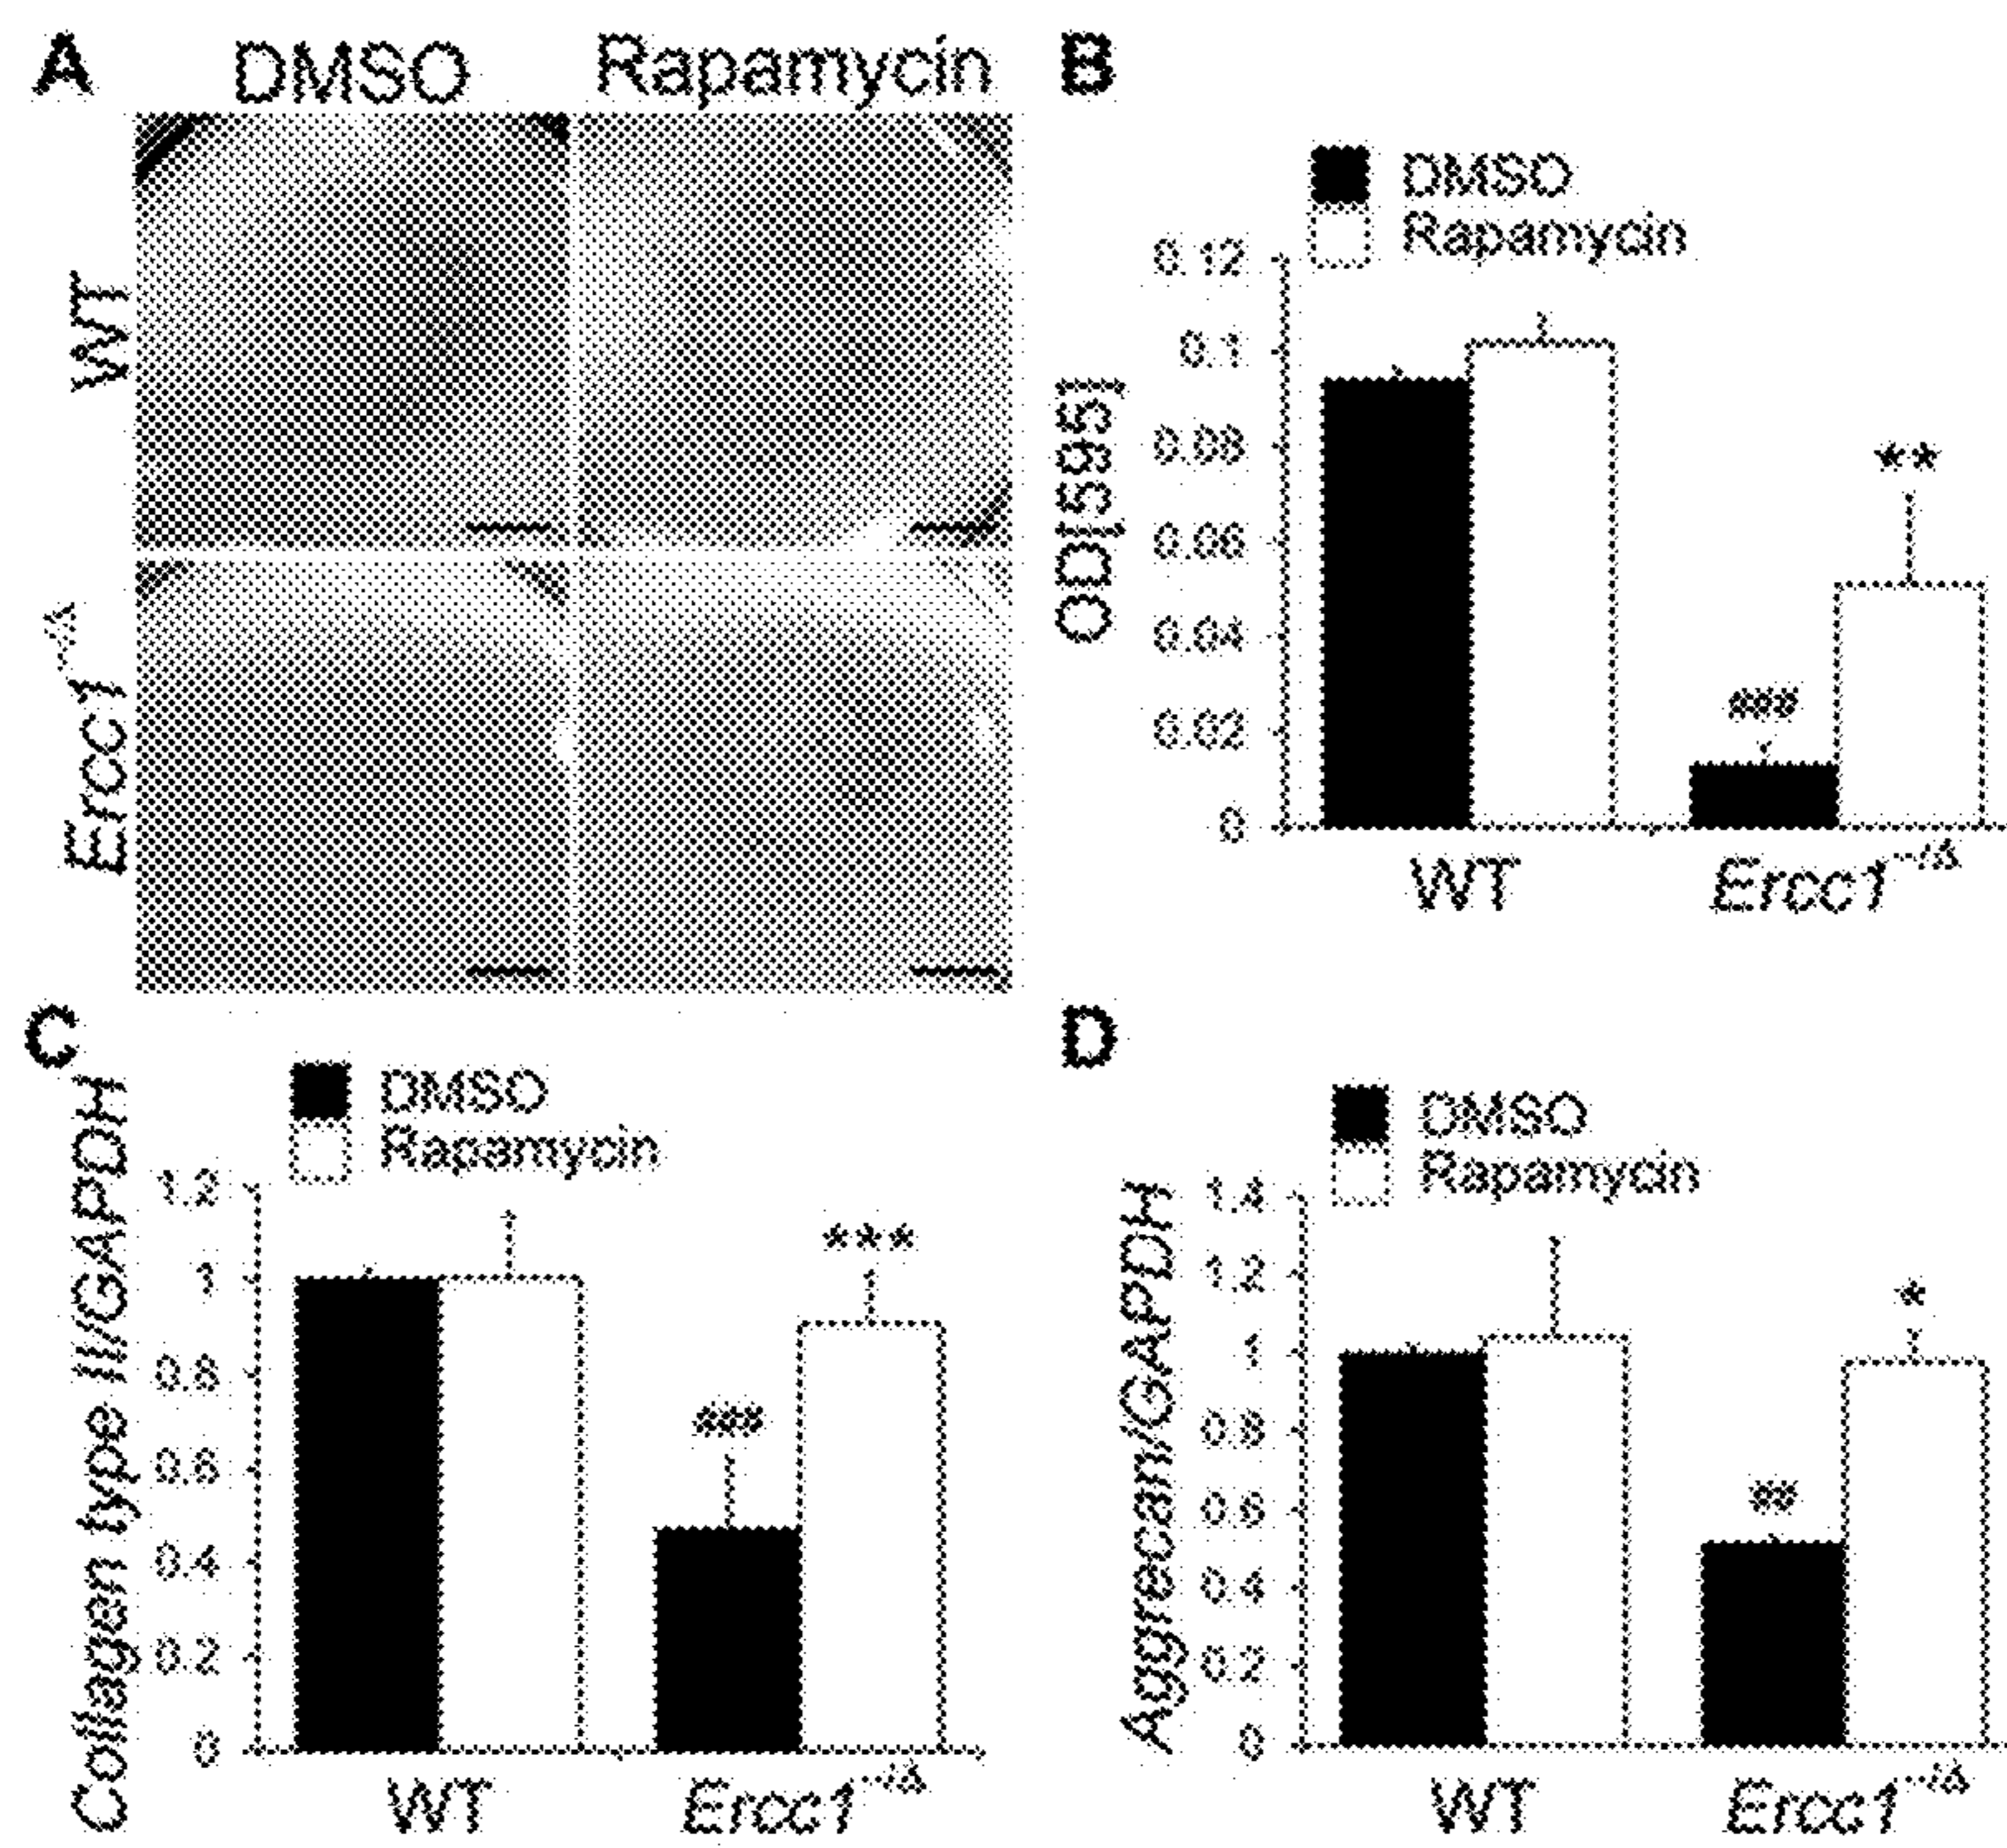 A
DMSO
Rapamycin
WT
Ercc1⁻/Δ
B
DMSO
Rapamycin
OD[595]
0.12
0.1
0.08
0.06
0.04
0.02
0
**
###
WT
Ercc1⁻/Δ
C
DMSO
Rapamycin
Collagen type II/GAPDH
1.2
1
0.8
0.6
0.4
0.2
0
###
***
WT
Ercc1⁻/Δ
D
DMSO
Rapamycin
Aggrecan/GAPDH
1.4
1.2
1
0.8
0.6
0.4
0.2
0
##
*
WT
Ercc1⁻/Δ